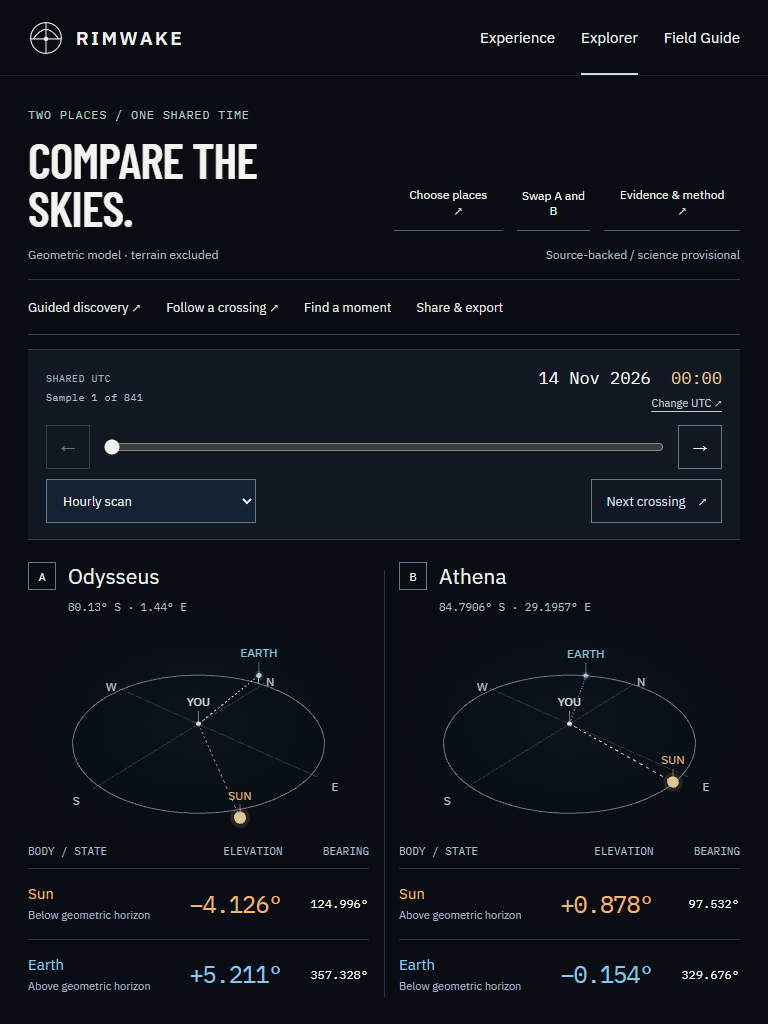 RIMWAKE
Experience Explorer Field Guide
TWO PLACES / ONE SHARED TIME
COMPARE THE
SKIES.
Choose places ↗
Swap A and B
Evidence & method ↗
Geometric model · terrain excluded
Source-backed / science provisional
Guided discovery ↗ Follow a crossing ↗ Find a moment Share & export
SHARED UTC
14 Nov 2026 00:00
Sample 1 of 841
Change UTC ↗
← →
Hourly scan
Next crossing ↗
A Odysseus
80.13° S · 1.44° E
EARTH
W
N
YOU
E
SUN
S
BODY / STATE ELEVATION BEARING
Sun −4.126° 124.996°
Below geometric horizon
Earth +5.211° 357.328°
Above geometric horizon
B Athena
84.7906° S · 29.1957° E
EARTH
W
N
YOU
SUN
E
S
BODY / STATE ELEVATION BEARING
Sun +0.878° 97.532°
Above geometric horizon
Earth −0.154° 329.676°
Below geometric horizon